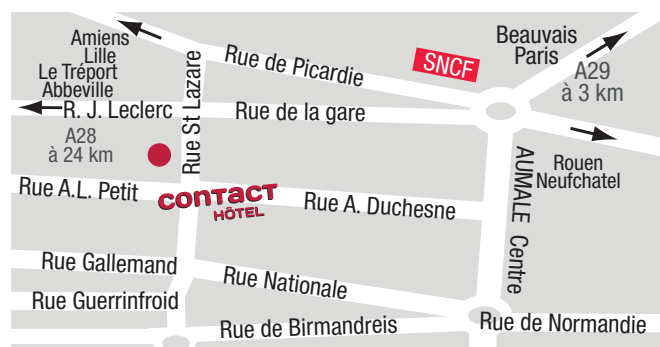 Amiens
Lille
Le Tréport
Abbeville
Rue de Picardie
SNCF
Beauvais
Paris
A29
à 3 km
R. J. Leclerc
Rue St Lazare
Rue de la gare
A28
à 24 km
Rouen
Neufchatel
AUMALE Centre
Rue A.L. Petit
contact
HÔTEL
Rue A. Duchesne
Rue Gallemand
Rue Nationale
Rue Guerrinfroid
Rue de Birmandreis
Rue de Normandie